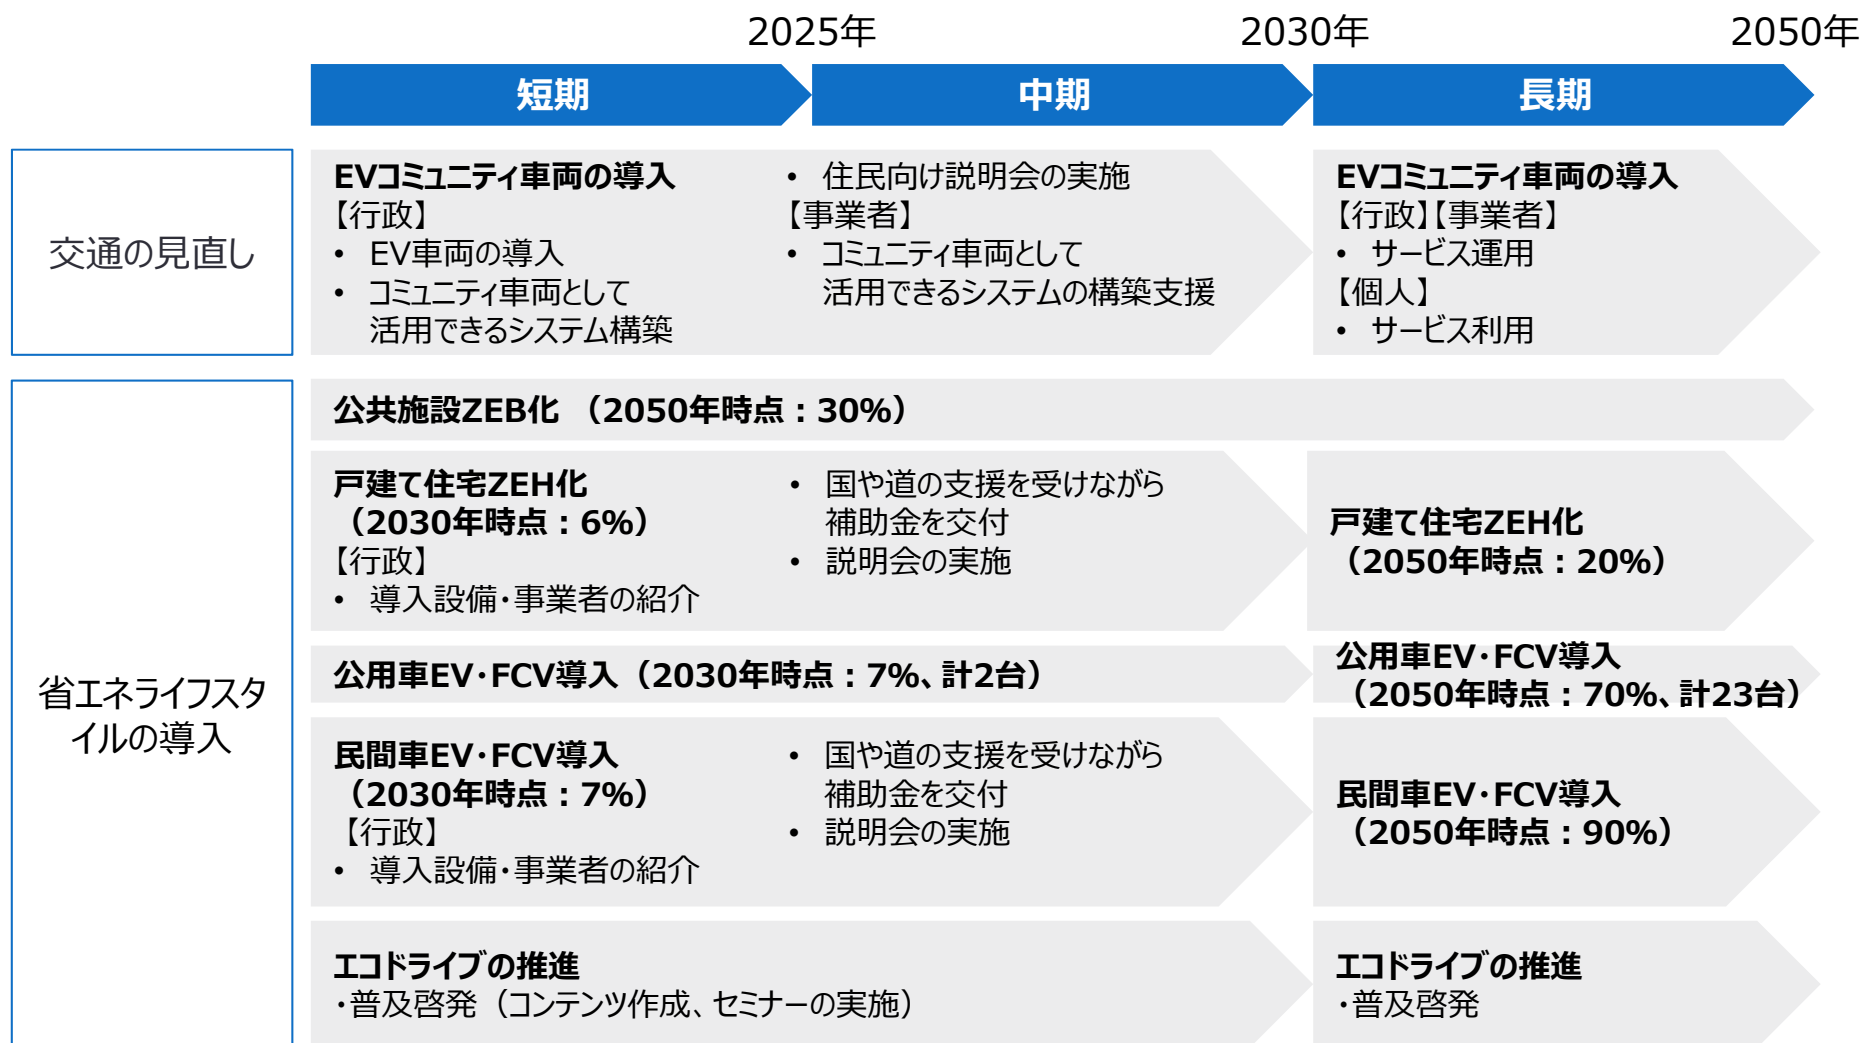 2025年
2030年
2050年
短期
中期
長期
交通の見直し
EVコミュニティ車両の導入
【行政】
• EV車両の導入
• コミュニティ車両として
活用できるシステム構築
• 住民向け説明会の実施
【事業者】
• コミュニティ車両として
活用できるシステムの構築支援
EVコミュニティ車両の導入
【行政】【事業者】
• サービス運用
【個人】
• サービス利用
省エネライフスタ
イルの導入
公共施設ZEB化 （2050年時点：30%）
戸建て住宅ZEH化
（2030年時点：6%）
【行政】
• 導入設備・事業者の紹介
• 国や道の支援を受けながら
補助金を交付
• 説明会の実施
戸建て住宅ZEH化
（2050年時点：20%）
公用車EV・FCV導入（2030年時点：7%、計2台）
公用車EV・FCV導入
（2050年時点：70%、計23台）
民間車EV・FCV導入
（2030年時点：7%）
【行政】
• 導入設備・事業者の紹介
• 国や道の支援を受けながら
補助金を交付
• 説明会の実施
民間車EV・FCV導入
（2050年時点：90%）
エコドライブの推進
・普及啓発（コンテンツ作成、セミナーの実施）
エコドライブの推進
・普及啓発